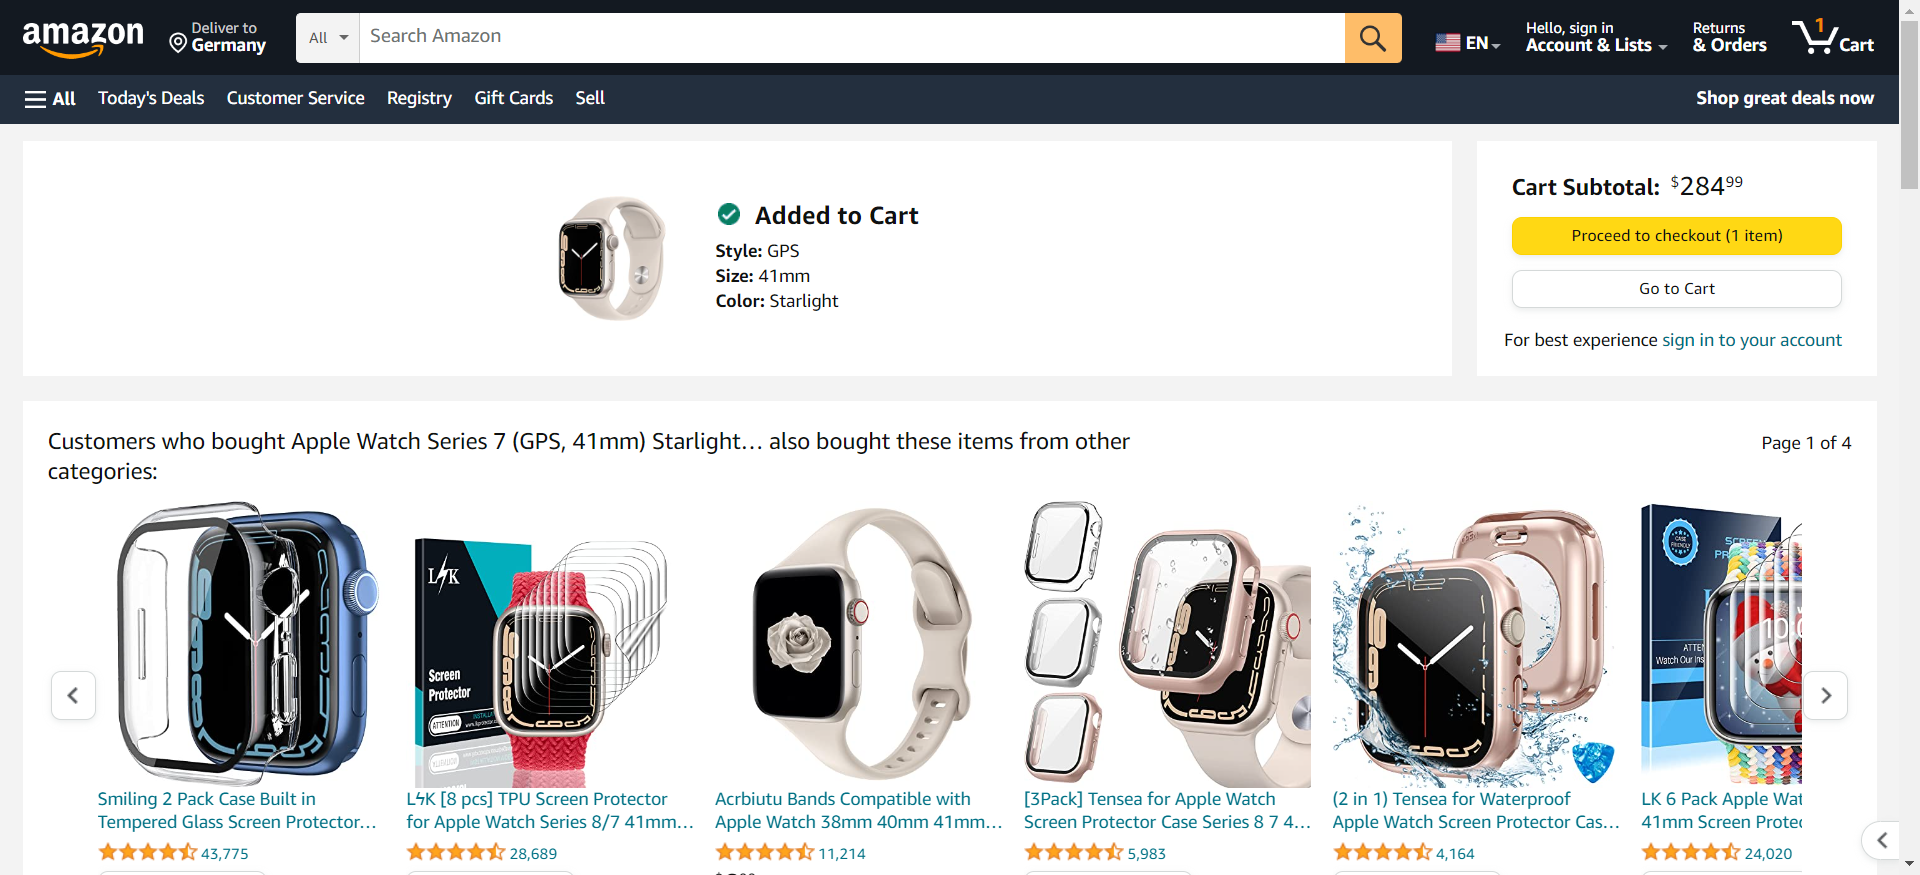 amazon
Deliver to
Germany
All
Search Amazon
EN
Hello, sign in
Account & Lists
Returns
& Orders
1
Cart
All
Today's Deals
Customer Service
Registry
Gift Cards
Sell
Shop great deals now
Added to Cart
Style: GPS
Size: 41mm
Color: Starlight
Cart Subtotal: $284⁹⁹
Proceed to checkout (1 item)
Go to Cart
For best experience sign in to your account
Customers who bought Apple Watch Series 7 (GPS, 41mm) Starlight… also bought these items from other
categories:
Page 1 of 4
LK
Screen
Protector
ATTENTION
CASE
FRIENDLY
Smiling 2 Pack Case Built in
Tempered Glass Screen Protector…
43,775
LϟK [8 pcs] TPU Screen Protector
for Apple Watch Series 8/7 41mm…
28,689
Acrbiutu Bands Compatible with
Apple Watch 38mm 40mm 41mm…
11,214
[3Pack] Tensea for Apple Watch
Screen Protector Case Series 8 7 4…
5,983
(2 in 1) Tensea for Waterproof
Apple Watch Screen Protector Cas…
4,164
LK 6 Pack Apple Wat
41mm Screen Protec
24,020